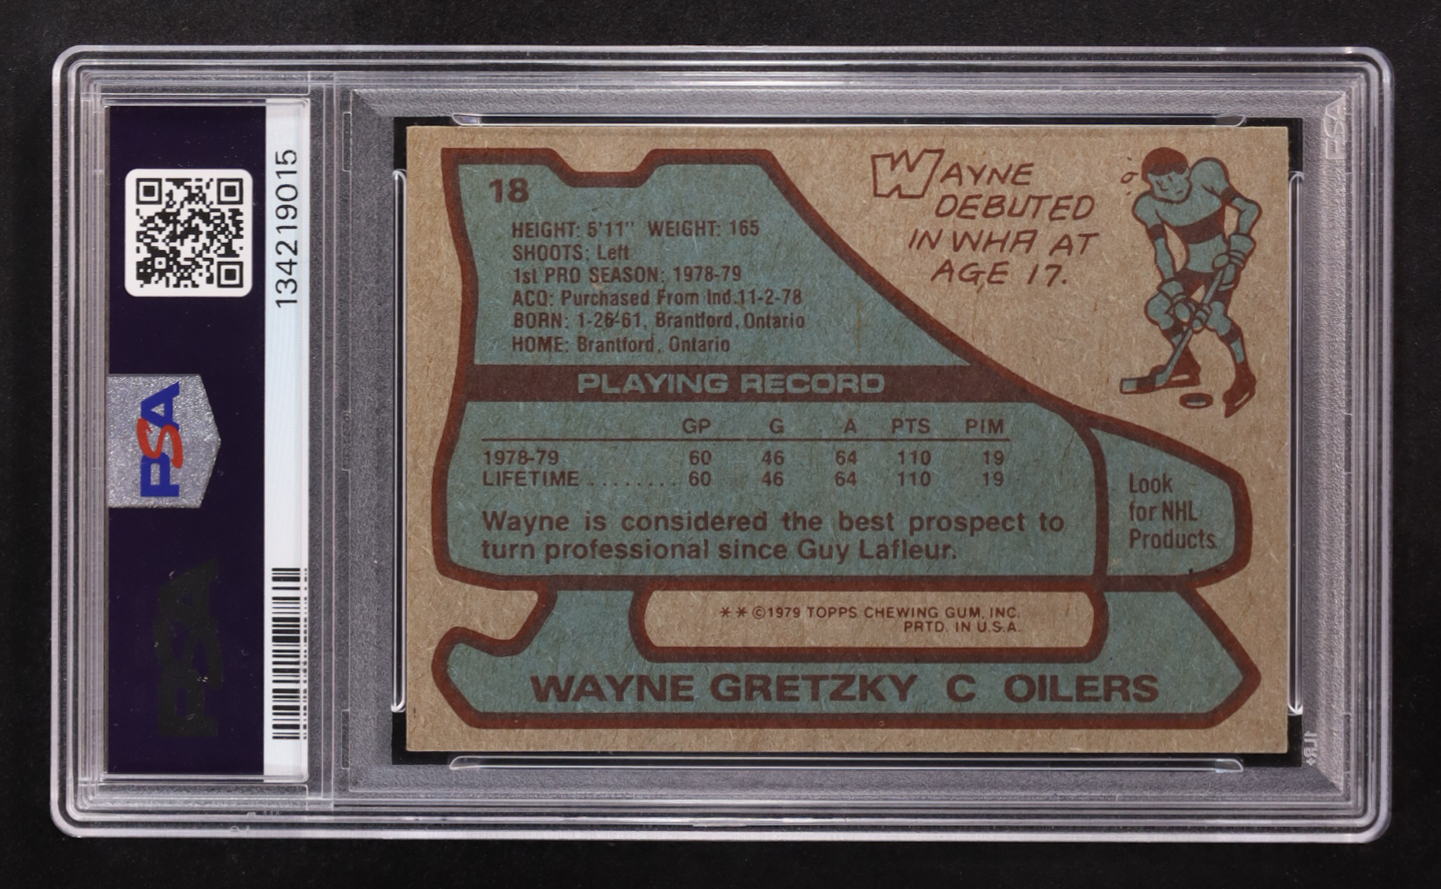 134219015
PSA
PSA
18
HEIGHT: 5'11" WEIGHT: 165
SHOOTS: Left
1st PRO SEASON: 1978-79
ACQ: Purchased From Ind.11-2-78
BORN: 1-26-61, Brantford, Ontario
HOME: Brantford, Ontario
WAYNE
DEBUTED
IN WHA AT
AGE 17.
PLAYING RECORD
GP G A PTS PIM
1978-79 60 46 64 110 19
LIFETIME ........ 60 46 64 110 19
Wayne is considered the best prospect to
turn professional since Guy Lafleur.
Look
for NHL
Products
* * ©1979 TOPPS CHEWING GUM, INC.
PRTD. IN U.S.A.
WAYNE GRETZKY C OILERS